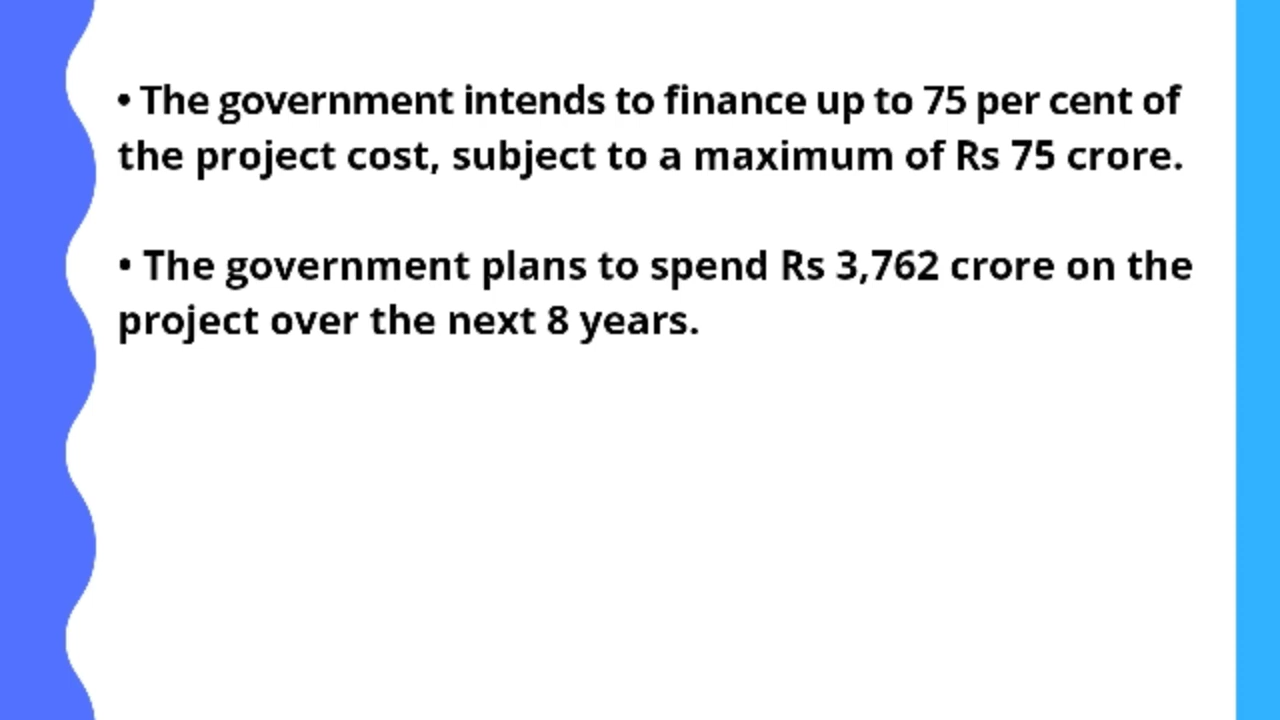 • The government intends to finance up to 75 per cent of
the project cost, subject to a maximum of Rs 75 crore.
• The government plans to spend Rs 3,762 crore on the
project over the next 8 years.